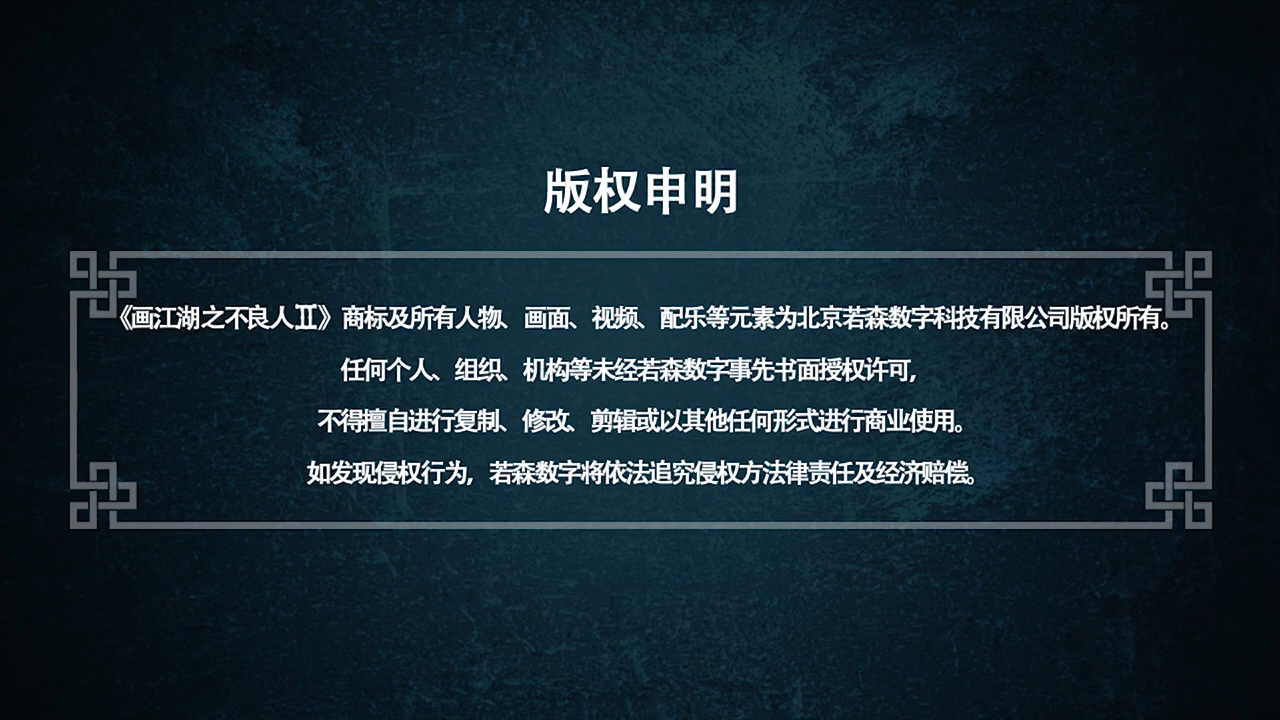 版权申明
《画江湖之不良人Ⅱ》商标及所有人物、画面、视频、配乐等元素为北京若森数字科技有限公司版权所有。
任何个人、组织、机构等未经若森数字事先书面授权许可,
不得擅自进行复制、修改、剪辑或以其他任何形式进行商业使用。
如发现侵权行为，若森数字将依法追究侵权方法律责任及经济赔偿。